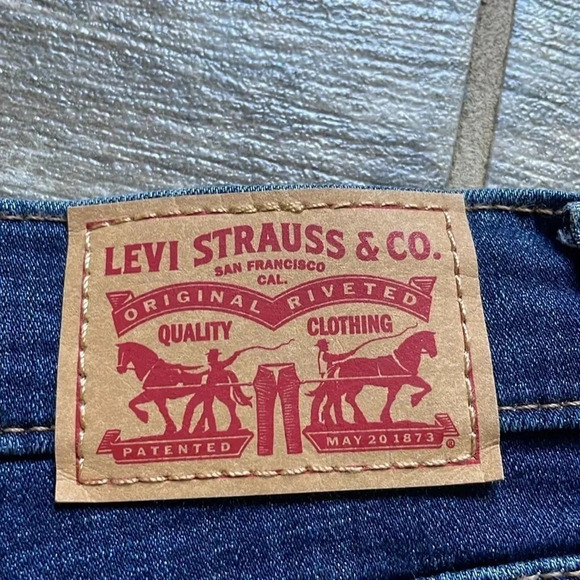 LEVI STRAUSS & CO.
SAN FRANCISCO
CAL.
ORIGINAL RIVETED
QUALITY CLOTHING
PATENTED MAY 20 1873 ®